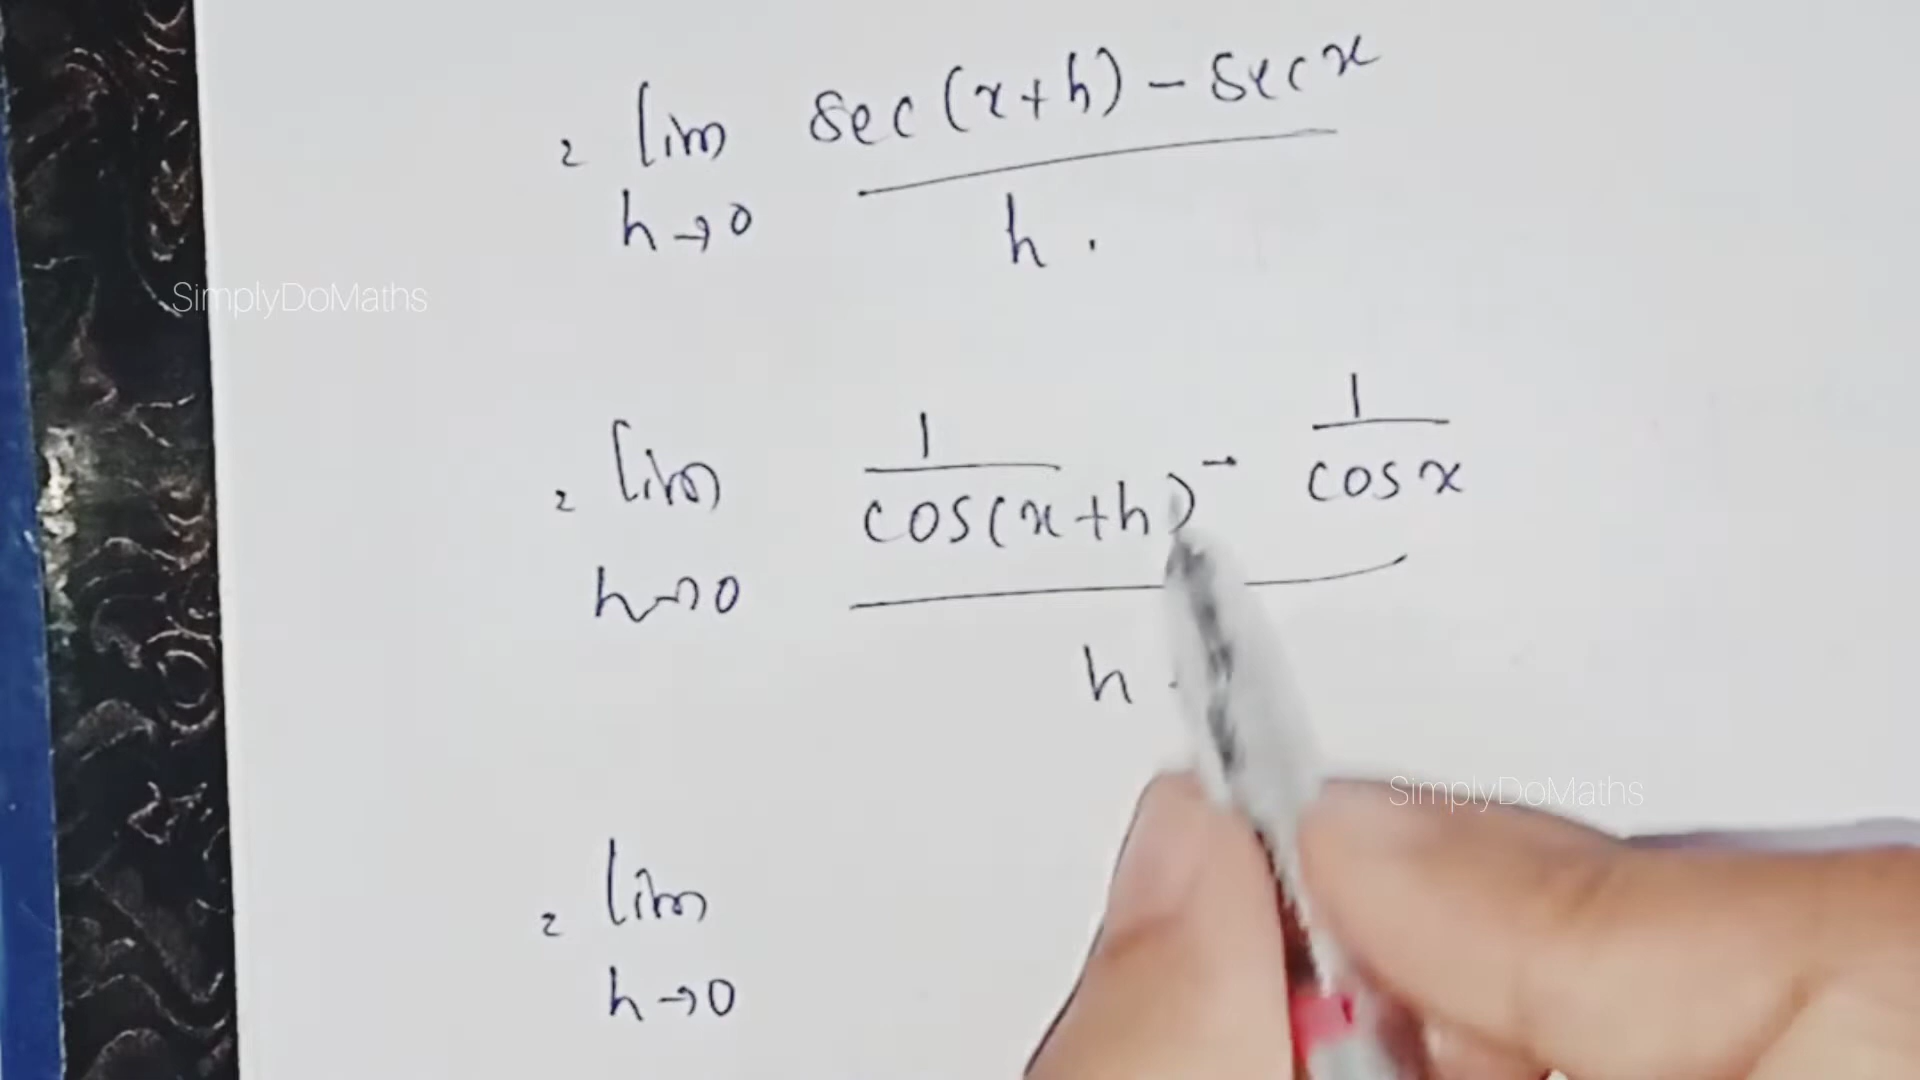 = lim sec(x+h) - sec x
h→0 h.
SimplyDoMaths
1 1
= lim cos(x+h) - cos x
h→0 h.
SimplyDoMaths
= lim
h→0